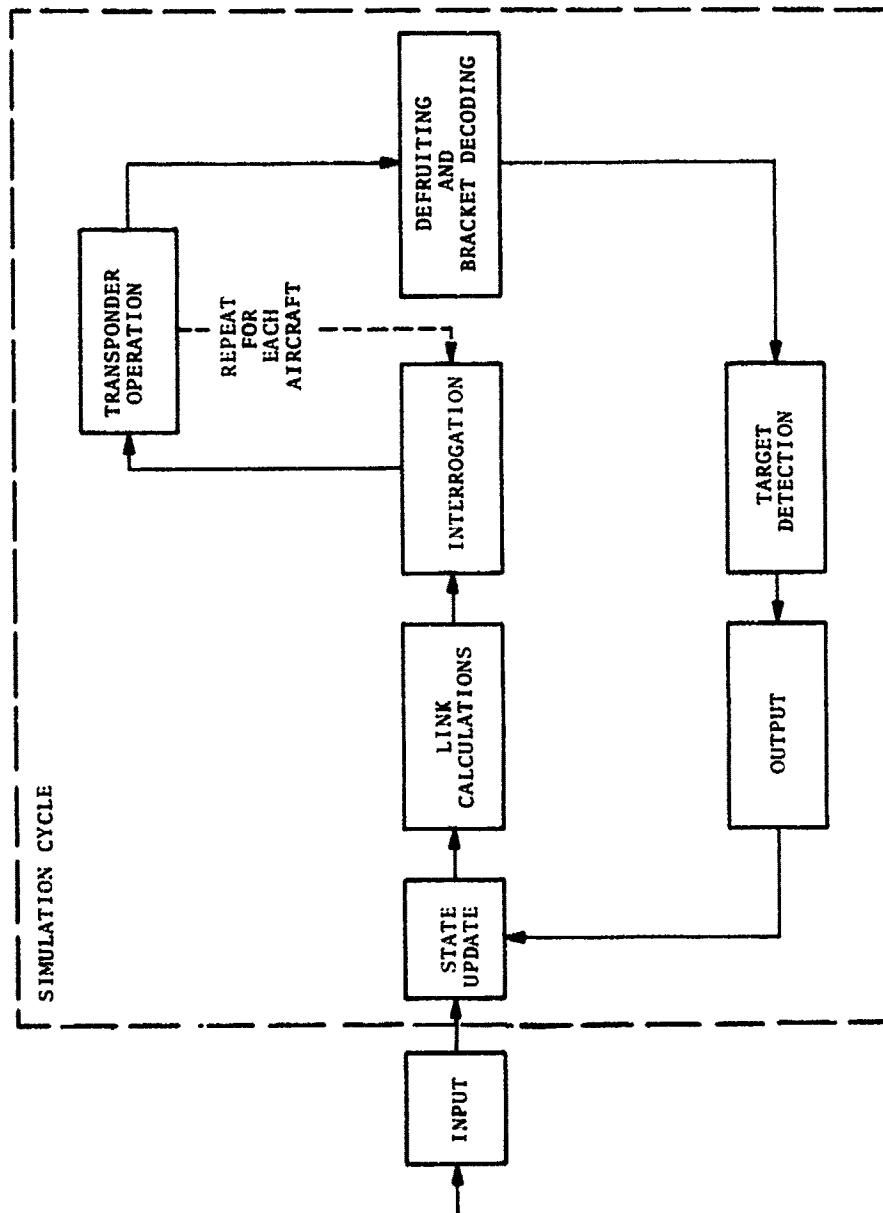 SIMULATION CYCLE
INPUT
STATE
UPDATE
LINK
CALCULATIONS
INTERROGATION
TRANSPONDER
OPERATION
REPEAT
FOR
EACH
AIRCRAFT
DEFRUITING
AND
BRACKET DECODING
TARGET
DETECTION
OUTPUT